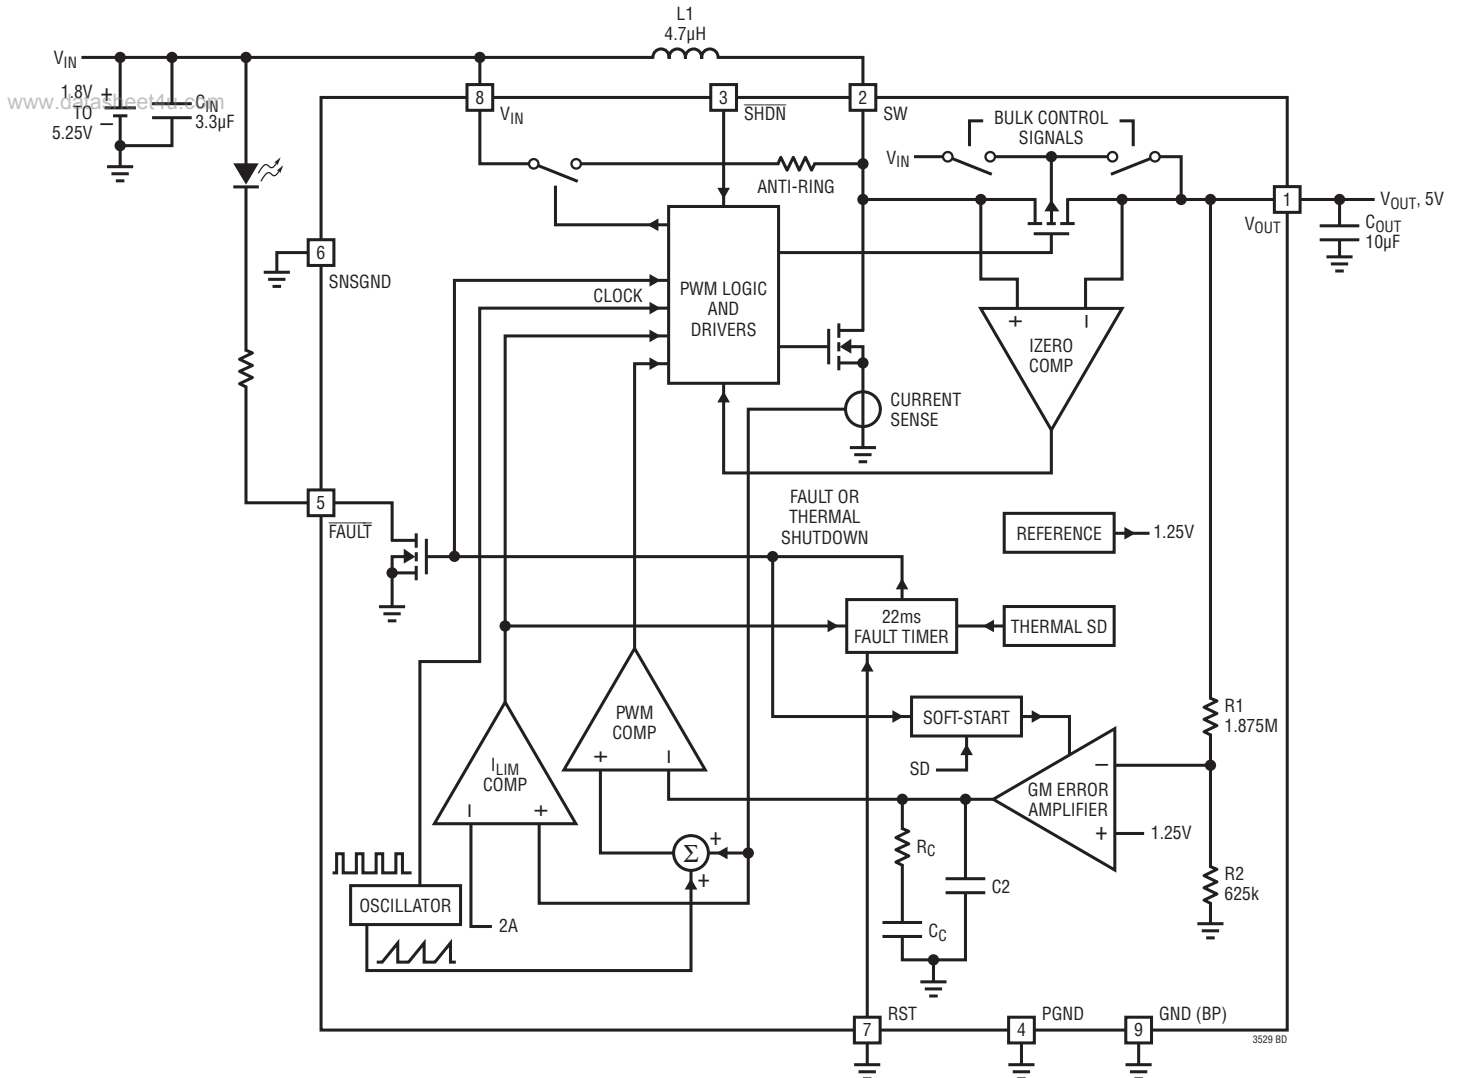 L1
4.7µH
VIN
1.8V
TO
5.25V
+
–
CIN
3.3µF
www.datasheet4u.com
8
VIN
3
SHDN
2
SW
BULK CONTROL
SIGNALS
VIN
ANTI-RING
1
VOUT
VOUT, 5V
COUT
10µF
6
SNSGND
CLOCK
PWM LOGIC
AND
DRIVERS
+
–
IZERO
COMP
CURRENT
SENSE
5
FAULT
FAULT OR
THERMAL
SHUTDOWN
REFERENCE
1.25V
22ms
FAULT TIMER
THERMAL SD
SOFT-START
SD
R1
1.875M
PWM
COMP
+
–
ILIM
COMP
–
+
–
GM ERROR
AMPLIFIER
+
1.25V
Σ
+
+
RC
C2
CC
R2
625k
OSCILLATOR
2A
7
RST
4
PGND
9
GND (BP)
3529 BD